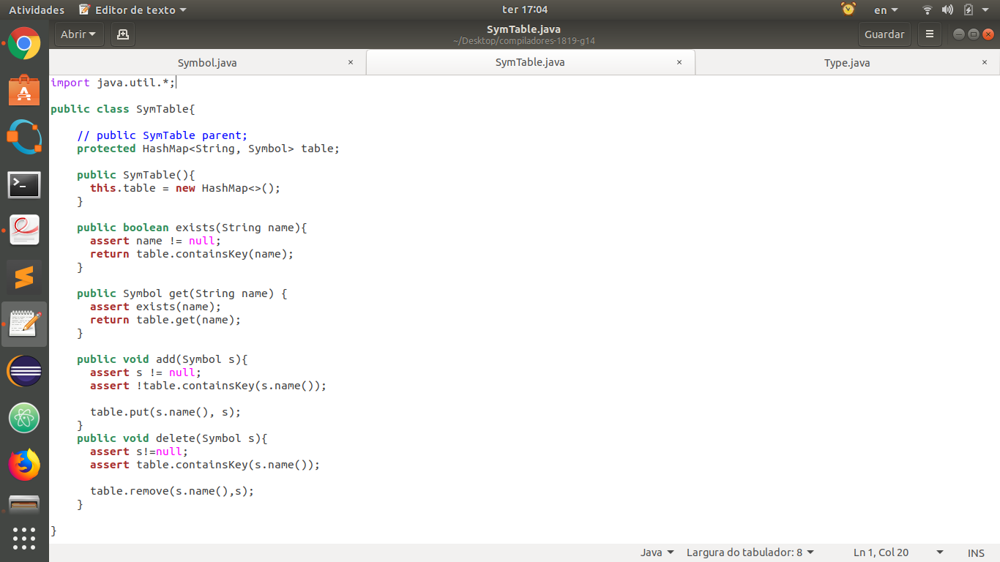 Atividades Editor de texto ter 17:04 en
Abrir SymTable.java Guardar
~/Desktop/compiladores-1819-g14
Symbol.java × SymTable.java × Type.java ×
import java.util.*;
public class SymTable{
// public SymTable parent;
protected HashMap<String, Symbol> table;
public SymTable(){
this.table = new HashMap<>();
}
public boolean exists(String name){
assert name != null;
return table.containsKey(name);
}
public Symbol get(String name) {
assert exists(name);
return table.get(name);
}
public void add(Symbol s){
assert s != null;
assert !table.containsKey(s.name());
table.put(s.name(), s);
}
public void delete(Symbol s){
assert s!=null;
assert table.containsKey(s.name());
table.remove(s.name(),s);
}
}
Java Largura do tabulador: 8 Ln 1, Col 20 INS